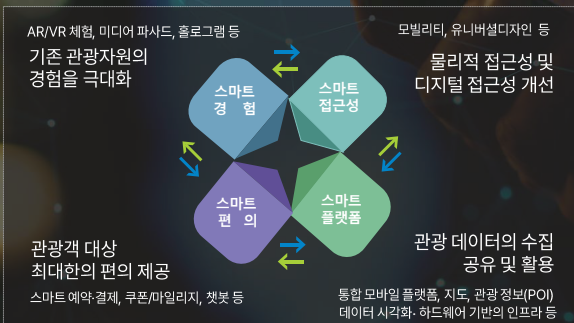 AR/VR 체험, 미디어 파사드, 홀로그램 등
기존 관광자원의
경험을 극대화
모빌리티, 유니버셜디자인 등
물리적 접근성 및
디지털 접근성 개선
스마트
경 험
스마트
접근성
스마트
편 의
스마트
플랫폼
관광객 대상
최대한의 편의 제공
스마트 예약·결제, 쿠폰/마일리지, 챗봇 등
관광 데이터의 수집
공유 및 활용
통합 모바일 플랫폼, 지도, 관광 정보(POI)
데이터 시각화· 하드웨어 기반의 인프라 등